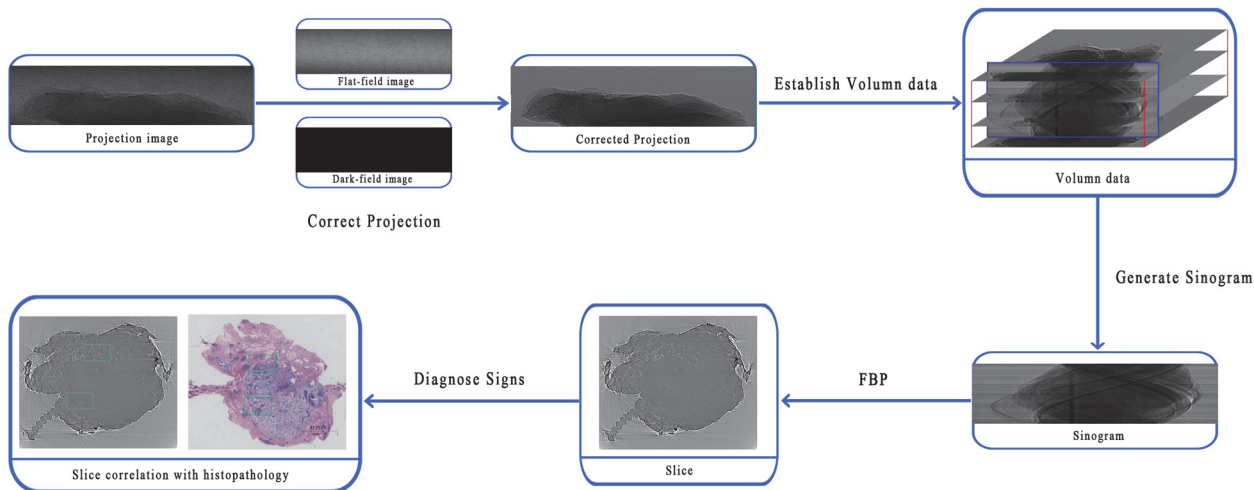 Projection image
Flat-field image
Dark-field image
Correct Projection
Corrected Projection
Establish Volumn data
Volumn data
Generate Sinogram
Sinogram
FBP
Slice
Diagnose Signs
Slice correlation with histopathology